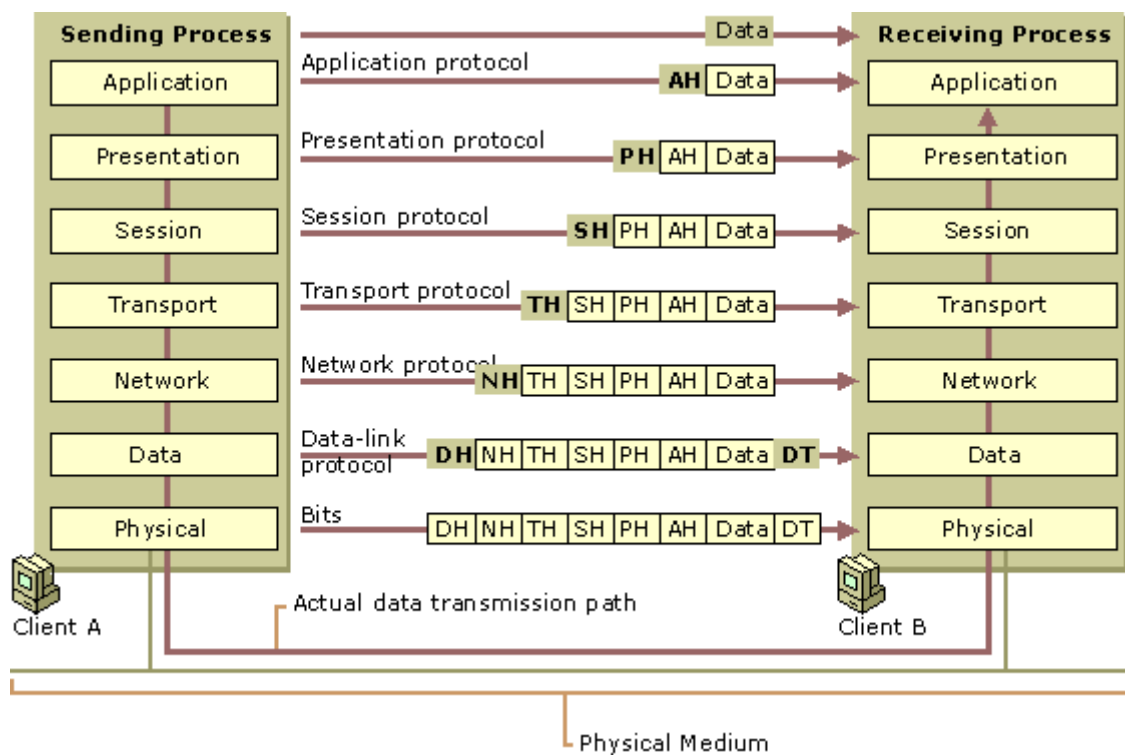 Sending Process
Data
Receiving Process
Application protocol
Application
AH Data
Application
Presentation protocol
Presentation
PH AH Data
Presentation
Session protocol
Session
SH PH AH Data
Session
Transport protocol
Transport
TH SH PH AH Data
Transport
Network protocol
Network
NH TH SH PH AH Data
Network
Data-link
protocol
Data
DH NH TH SH PH AH Data DT
Data
Bits
Physical
DH NH TH SH PH AH Data DT
Physical
Actual data transmission path
Client A
Client B
Physical Medium